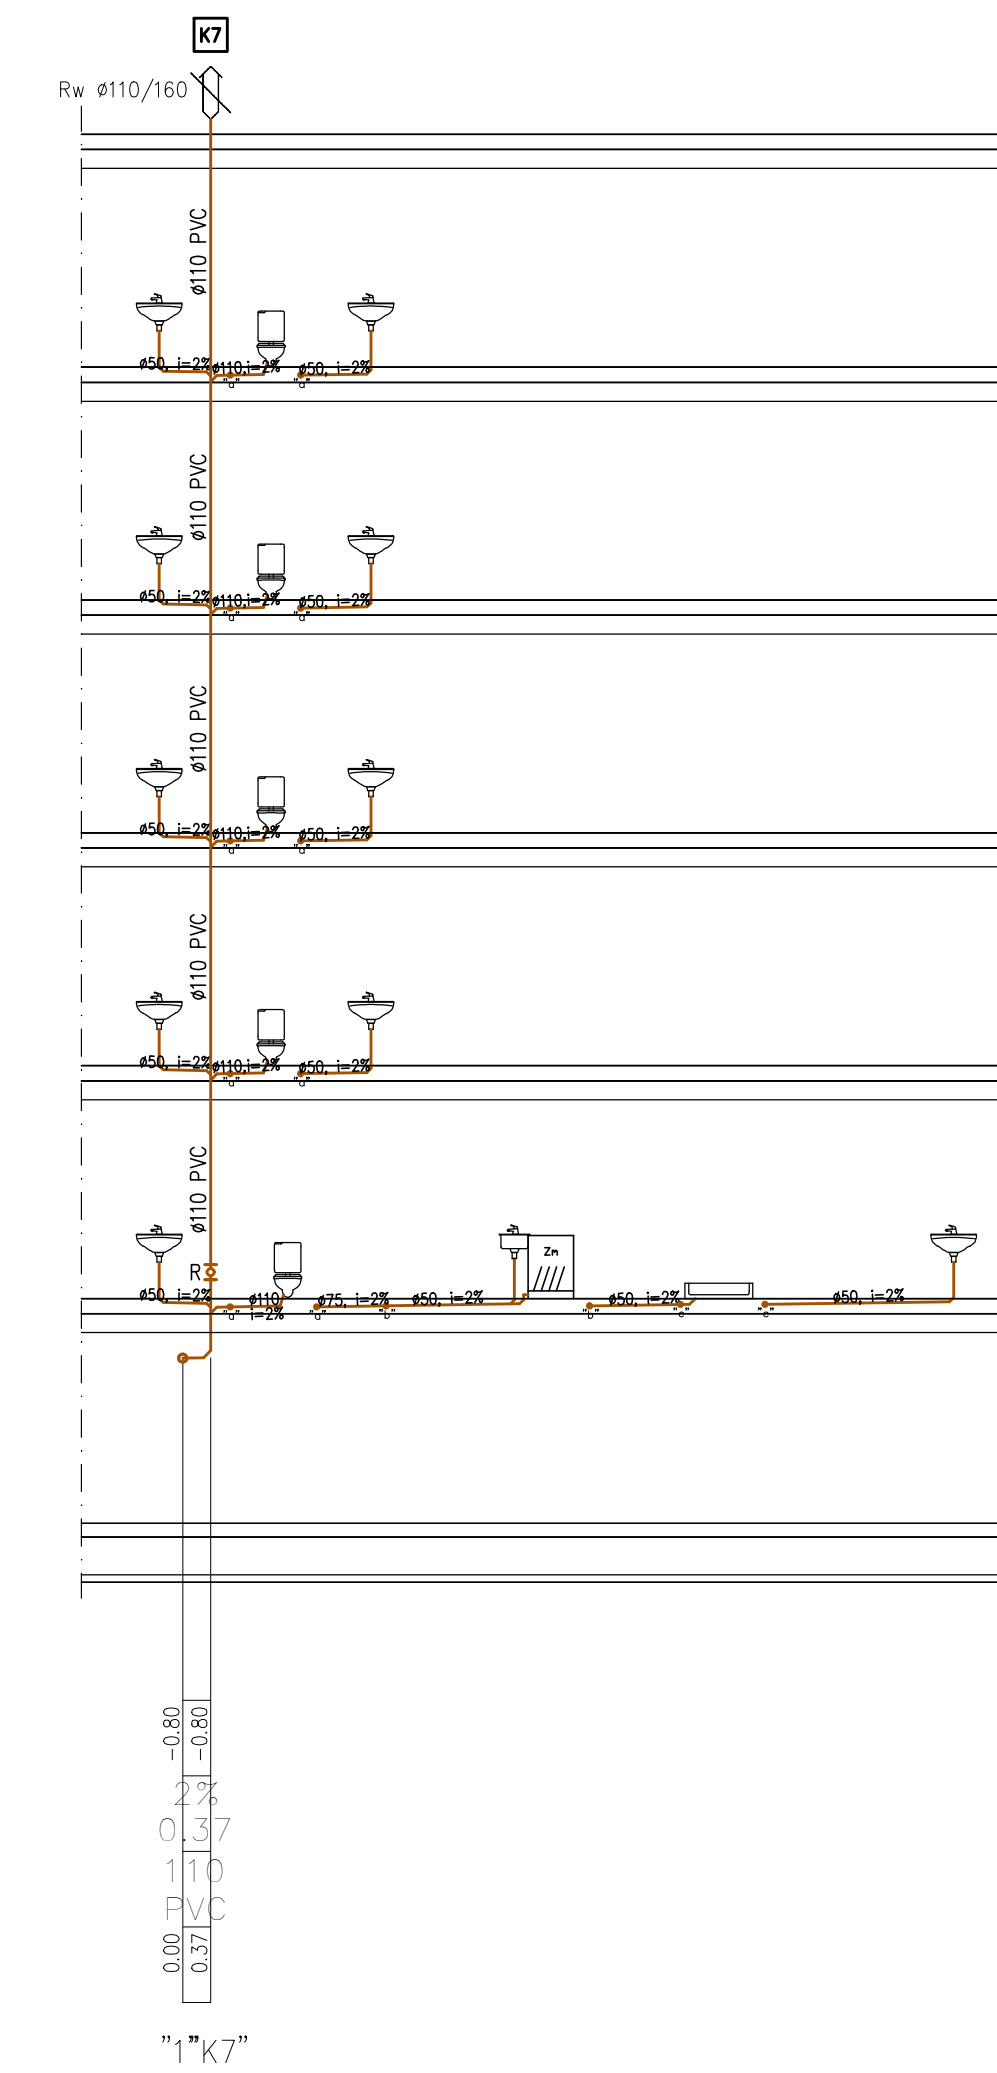 K7
Rw ø110/160
ø110 PVC
ø50, i=2% ø110,i=2% ø50, i=2%
"a" "a"
ø110 PVC
ø50, i=2% ø110,i=2% ø50, i=2%
"a" "a"
ø110 PVC
ø50, i=2% ø110,i=2% ø50, i=2%
"a" "a"
ø110 PVC
ø50, i=2% ø110,i=2% ø50, i=2%
"a" "a"
ø110 PVC
Zm
R
ø50, i=2% ø110 ø75, i=2% ø50, i=2% ø50, i=2% ø50, i=2%
"a" i=2% "a" "b" "b" "c" "c"
-0.80 -0.80
2%
0.37
110
PVC
0.00 0.37
"1" "K7"